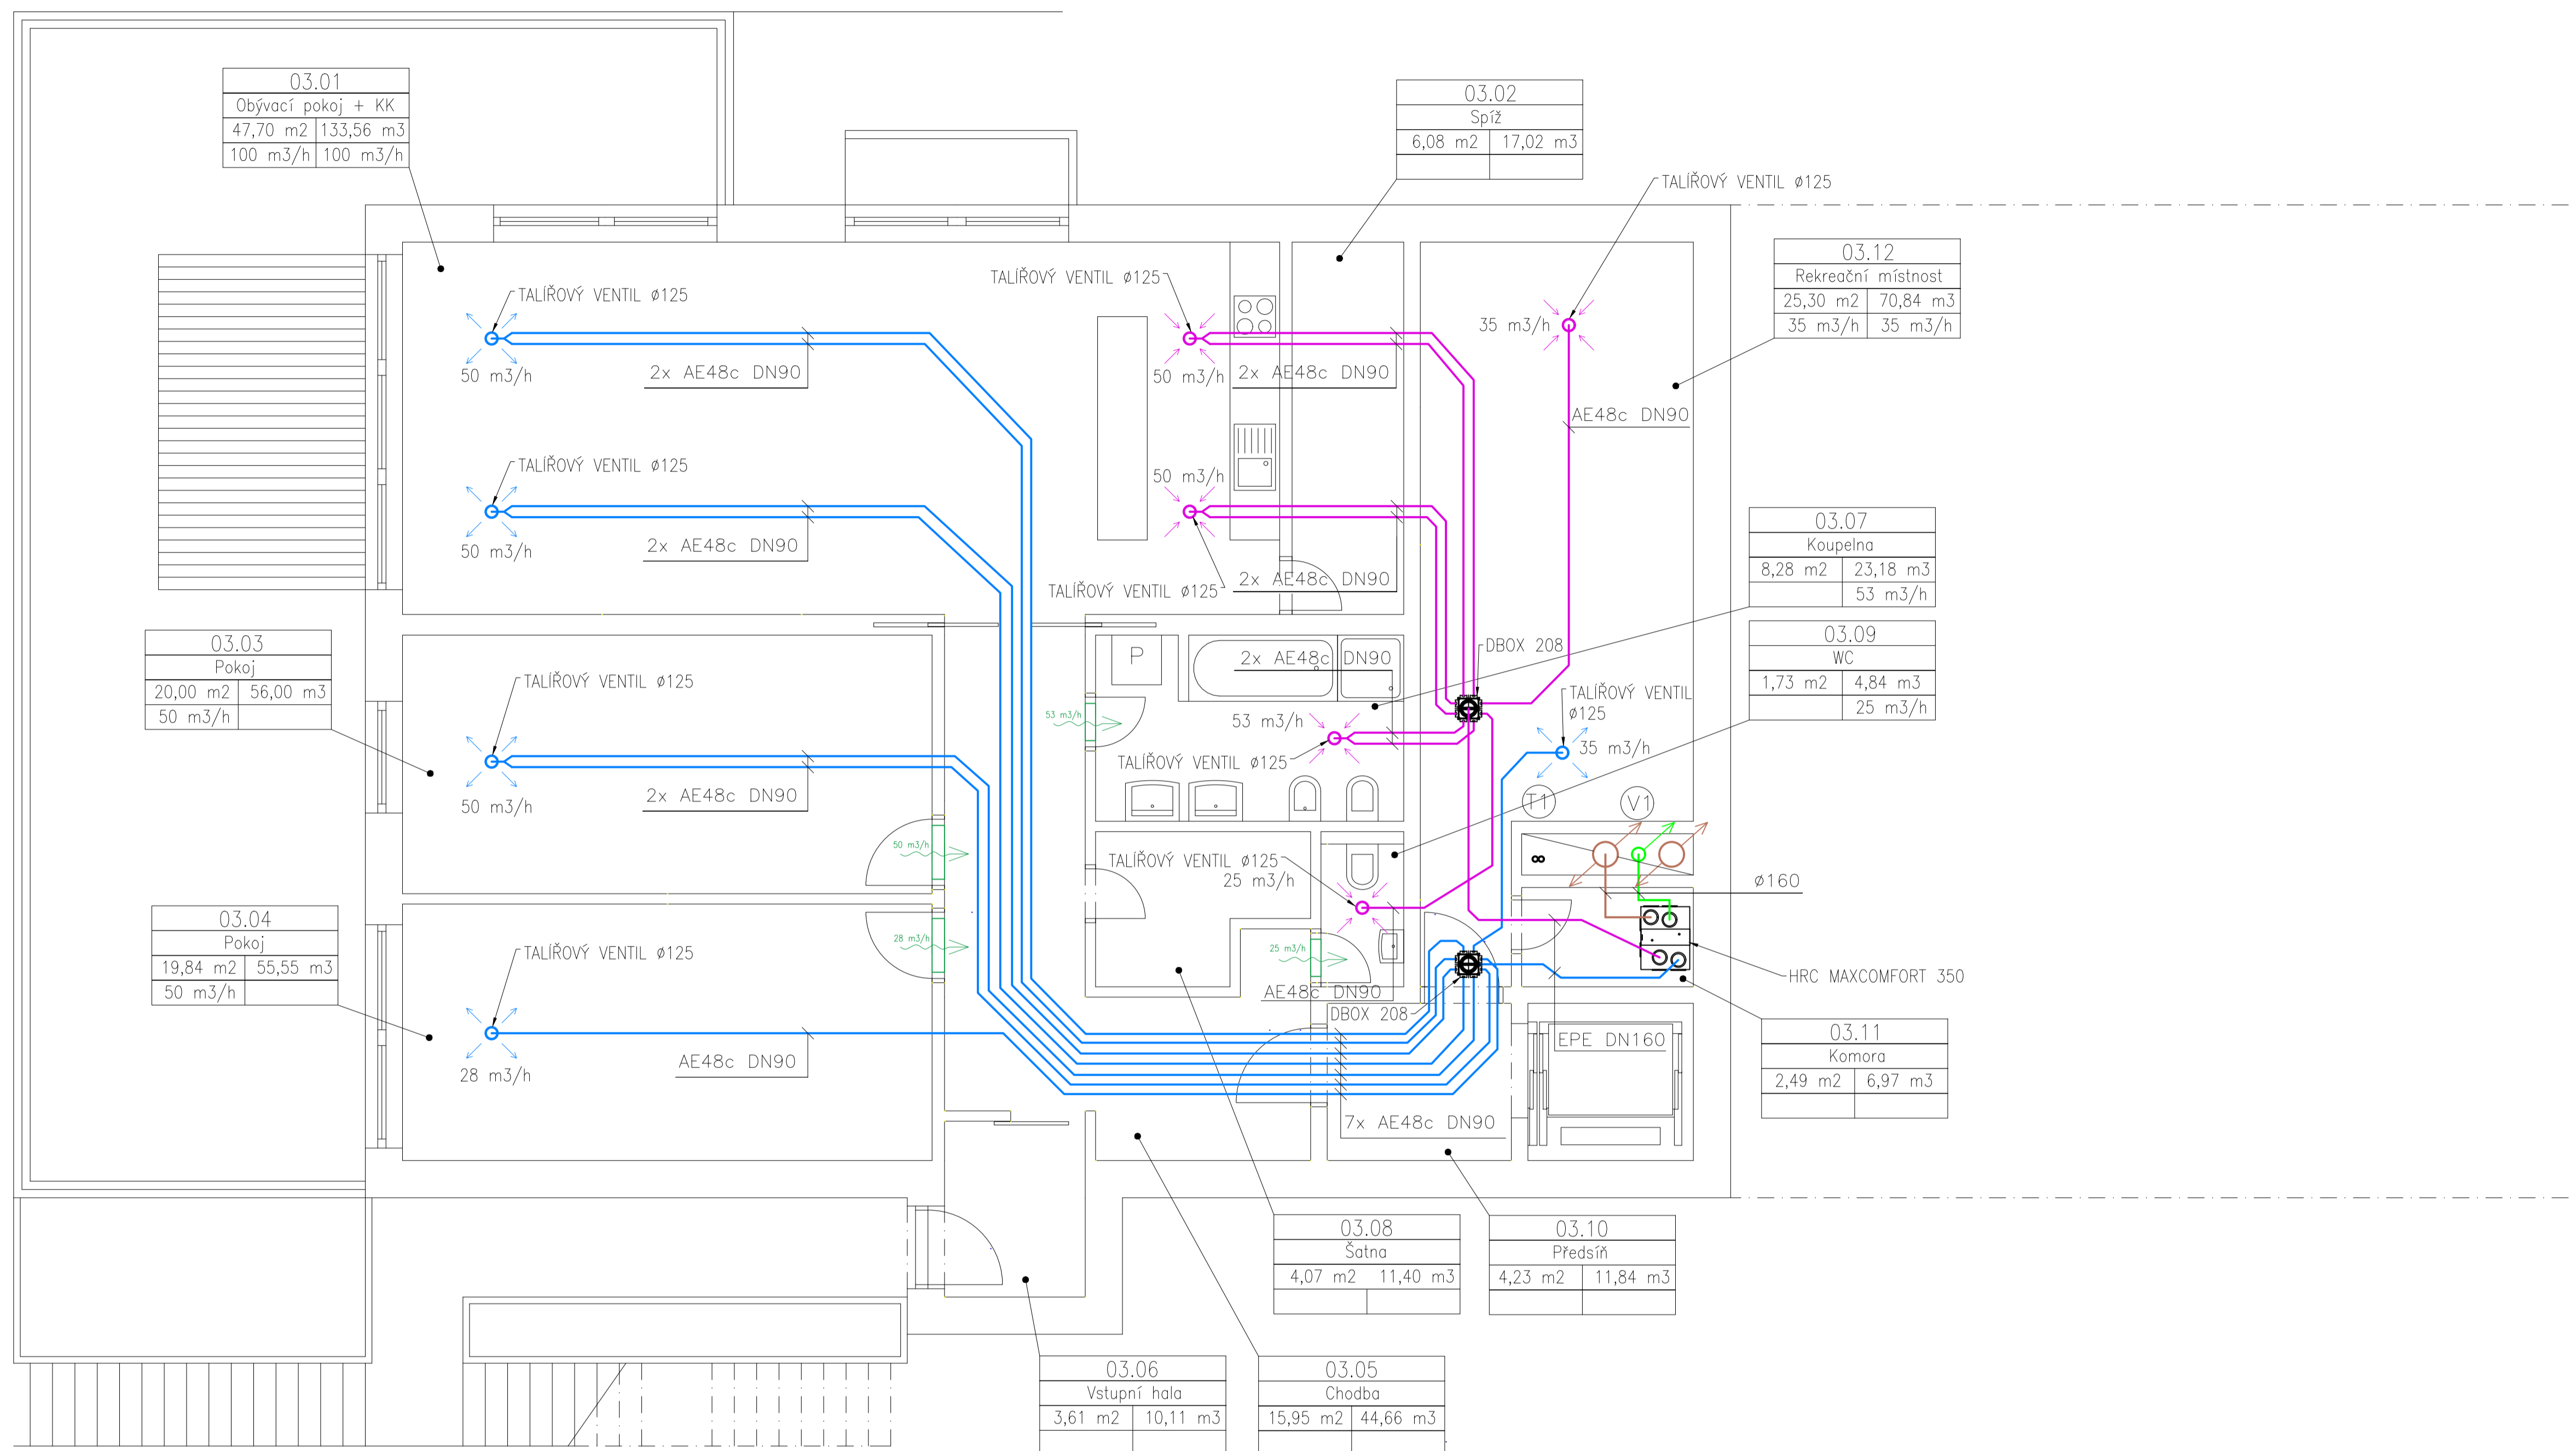 03.01
Obývací pokoj + KK
47,70 m2 133,56 m3
100 m3/h 100 m3/h
03.02
Spíž
6,08 m2 17,02 m3
TALÍŘOVÝ VENTIL ø125
03.12
Rekreační místnost
25,30 m2 70,84 m3
35 m3/h 35 m3/h
TALÍŘOVÝ VENTIL ø125
TALÍŘOVÝ VENTIL ø125
35 m3/h
50 m3/h
2x AE48c DN90
50 m3/h
2x AE48c DN90
AE48c DN90
TALÍŘOVÝ VENTIL ø125
50 m3/h
50 m3/h
2x AE48c DN90
TALÍŘOVÝ VENTIL ø125
2x AE48c DN90
03.07
Koupelna
8,28 m2 23,18 m3
53 m3/h
03.09
WC
1,73 m2 4,84 m3
25 m3/h
03.03
Pokoj
20,00 m2 56,00 m3
50 m3/h
TALÍŘOVÝ VENTIL ø125
P
2x AE48c DN90
DBOX 208
TALÍŘOVÝ VENTIL
ø125
53 m3/h
53 m3/h
35 m3/h
TALÍŘOVÝ VENTIL ø125
50 m3/h
2x AE48c DN90
T1
V1
50 m3/h
TALÍŘOVÝ VENTIL ø125
25 m3/h
8
ø160
03.04
Pokoj
19,84 m2 55,55 m3
50 m3/h
TALÍŘOVÝ VENTIL ø125
28 m3/h
25 m3/h
HRC MAXCOMFORT 350
AE48c DN90
DBOX 208
28 m3/h
AE48c DN90
EPE DN160
7x AE48c DN90
03.11
Komora
2,49 m2 6,97 m3
03.08
Šatna
4,07 m2 11,40 m3
03.10
Předsíň
4,23 m2 11,84 m3
03.06
Vstupní hala
3,61 m2 10,11 m3
03.05
Chodba
15,95 m2 44,66 m3